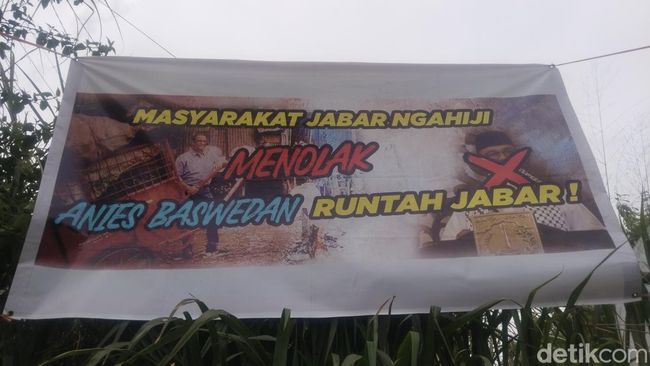 MASYARAKAT JABAR NGAHIJI
MENOLAK
ANIES BASWEDAN RUNTAH JABAR !
detikcom